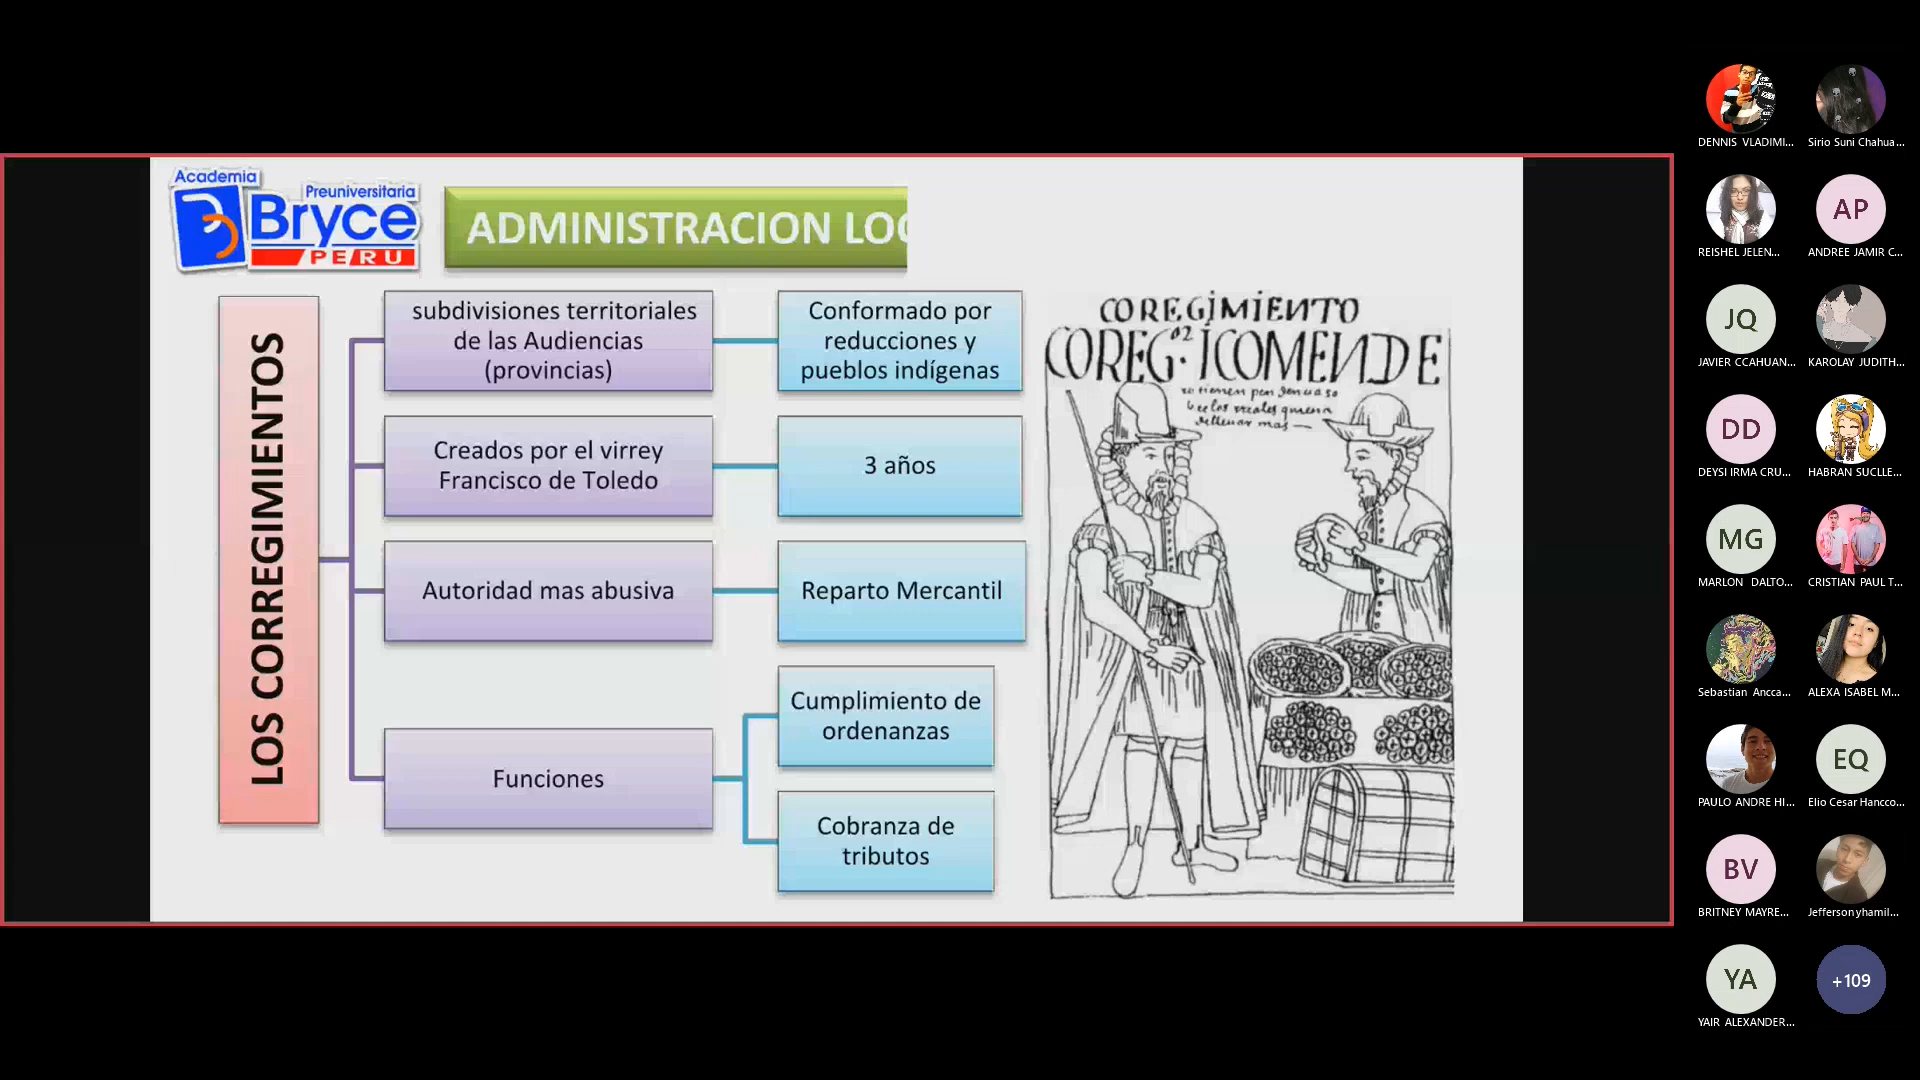 Academia
Preuniversitaria
Bryce
PERU
ADMINISTRACION LOC
LOS CORREGIMIENTOS
subdivisiones territoriales
de las Audiencias
(provincias)
Conformado por
reducciones y
pueblos indígenas
Creados por el virrey
Francisco de Toledo
3 años
Autoridad mas abusiva
Reparto Mercantil
Funciones
Cumplimiento de
ordenanzas
Cobranza de
tributos
COREGIMIENTO
COREG.ºʳ ICOMENDE
DENNIS VLADIMI...
Sirio Suni Chahua...
REISHEL JELEN...
AP
ANDREE JAMIR C...
JQ
JAVIER CCAHUAN...
KAROLAY JUDITH...
DD
DEYSI IRMA CRU...
HABRAN SUCLLE...
MG
MARLON DALTO...
CRISTIAN PAUL T...
Sebastian Ancca...
ALEXA ISABEL M...
PAULO ANDRE HI...
EQ
Elio Cesar Hancco...
BV
BRITNEY MAYRE...
Jefferson yhamil...
YA
YAIR ALEXANDER...
+109